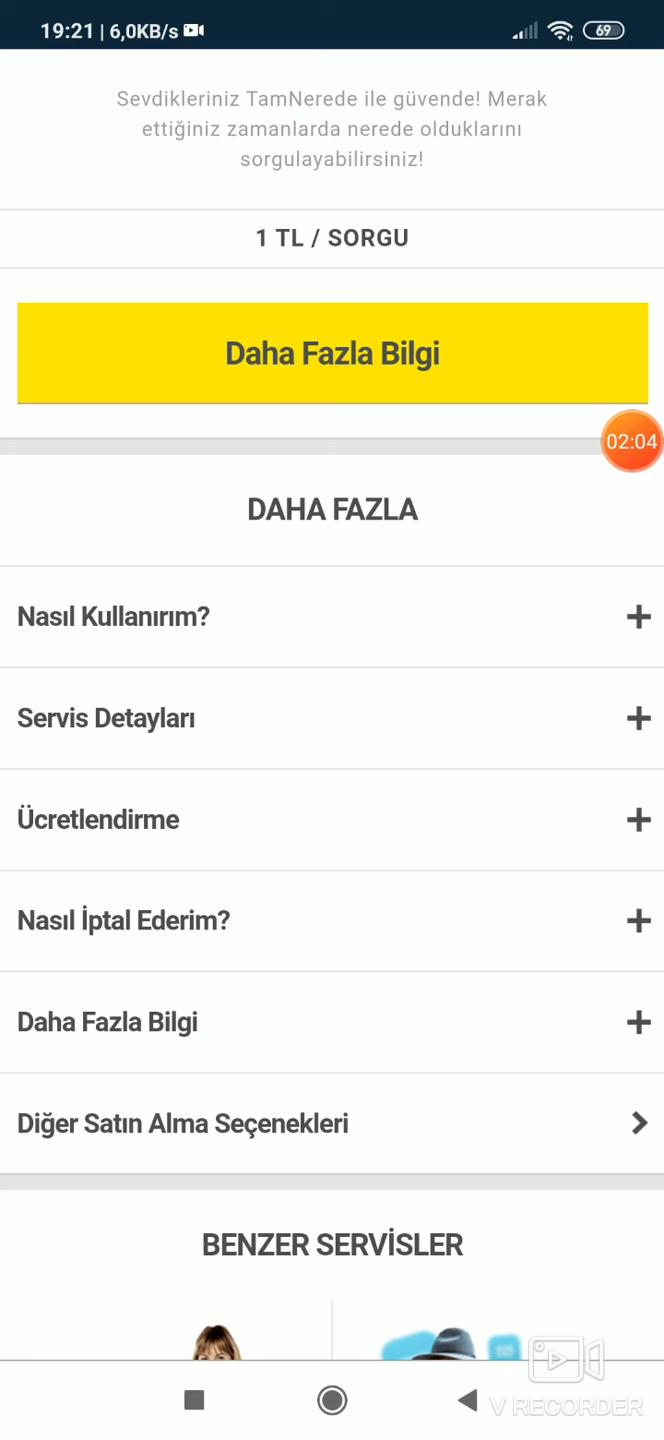 19:21 | 6,0KB/s
69
Sevdikleriniz TamNerede ile güvende! Merak
ettiğiniz zamanlarda nerede olduklarını
sorgulayabilirsiniz!
1 TL / SORGU
Daha Fazla Bilgi
02:04
DAHA FAZLA
Nasıl Kullanırım?
Servis Detayları
Ücretlendirme
Nasıl İptal Ederim?
Daha Fazla Bilgi
Diğer Satın Alma Seçenekleri
BENZER SERVİSLER
V RECORDER